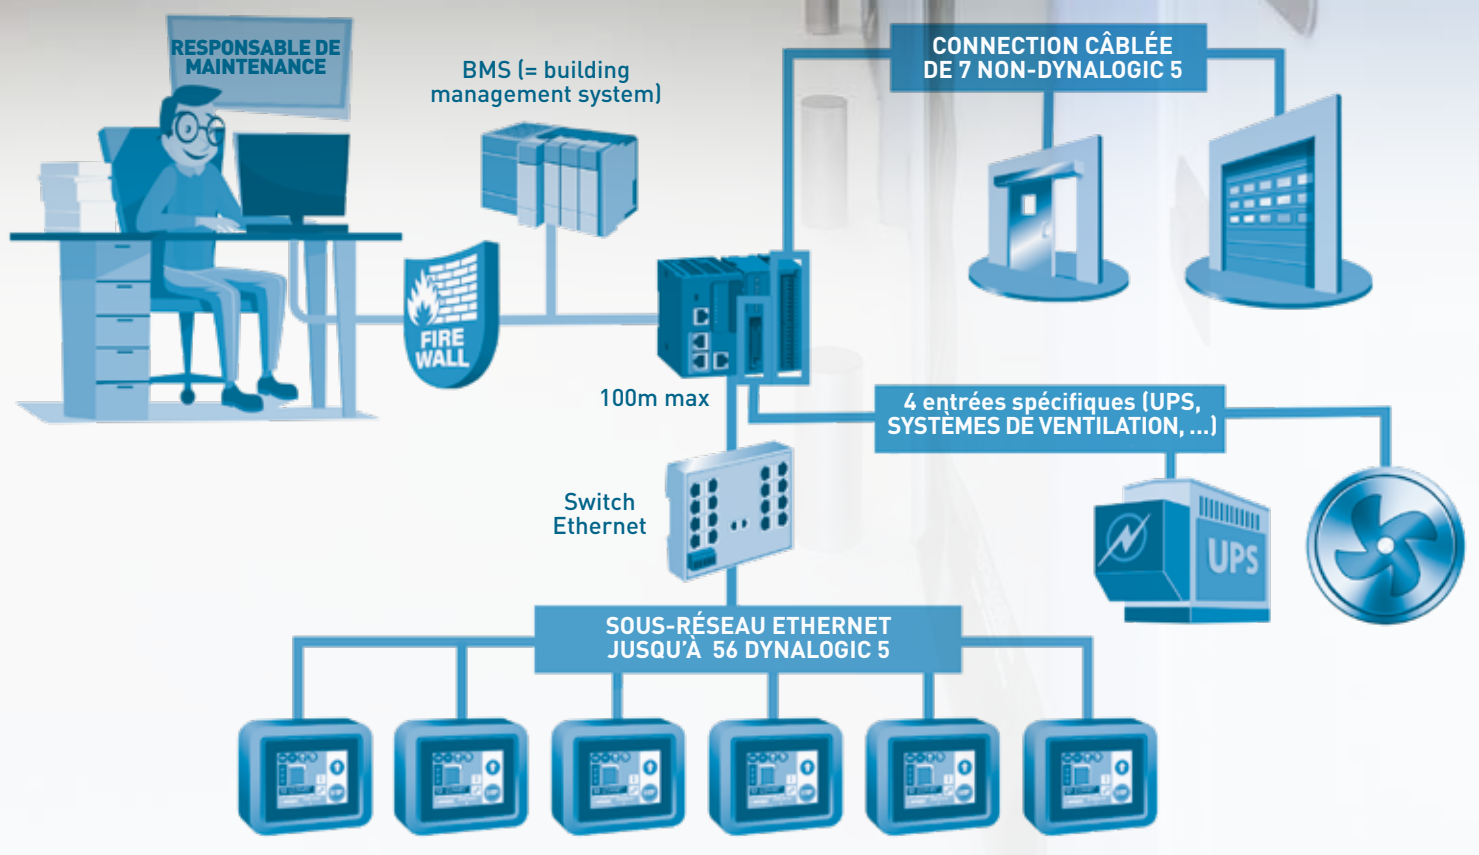 RESPONSABLE DE
MAINTENANCE
BMS (= building
management system)
CONNECTION CÂBLÉE
DE 7 NON-DYNALOGIC 5
FIRE
WALL
100m max
4 entrées spécifiques (UPS,
SYSTÈMES DE VENTILATION, ...)
Switch
Ethernet
UPS
SOUS-RÉSEAU ETHERNET
JUSQU'À 56 DYNALOGIC 5